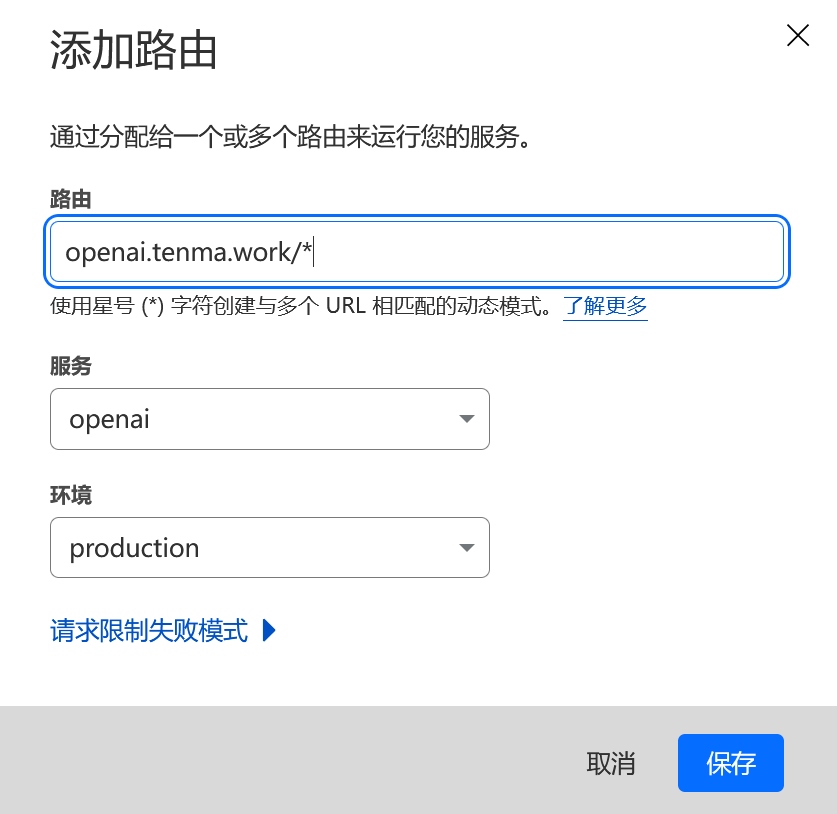 添加路由
通过分配给一个或多个路由来运行您的服务。
路由
openai.tenma.work/*
使用星号 (*) 字符创建与多个 URL 相匹配的动态模式。了解更多
服务
openai
环境
production
请求限制失败模式
取消
保存